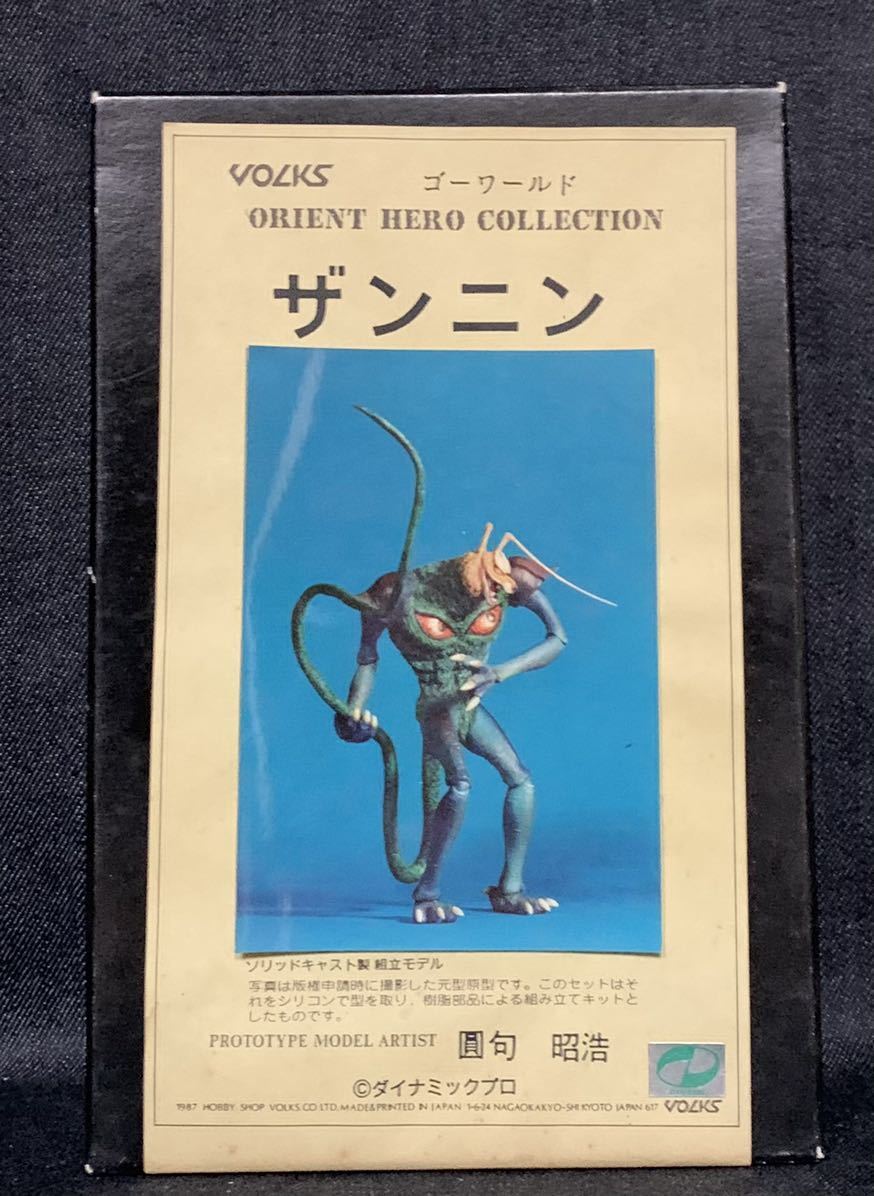 VOLKS
ゴーワールド
ORIENT HERO COLLECTION
ザンニン
ソリッドキャスト製 組立モデル
写真は版権申請時に撮影した元型原型です。このセットはそ
れをシリコンで型を取り、樹脂部品による組み立てキットと
したものです。
PROTOTYPE MODEL ARTIST 圓句 昭浩
©ダイナミックプロ
1987 HOBBY SHOP VOLKS CO.LTD. MADE&PRINTED IN JAPAN 1-6-24 NAGAOKAKYO-SHI KYOTO JAPAN 617 VOLKS